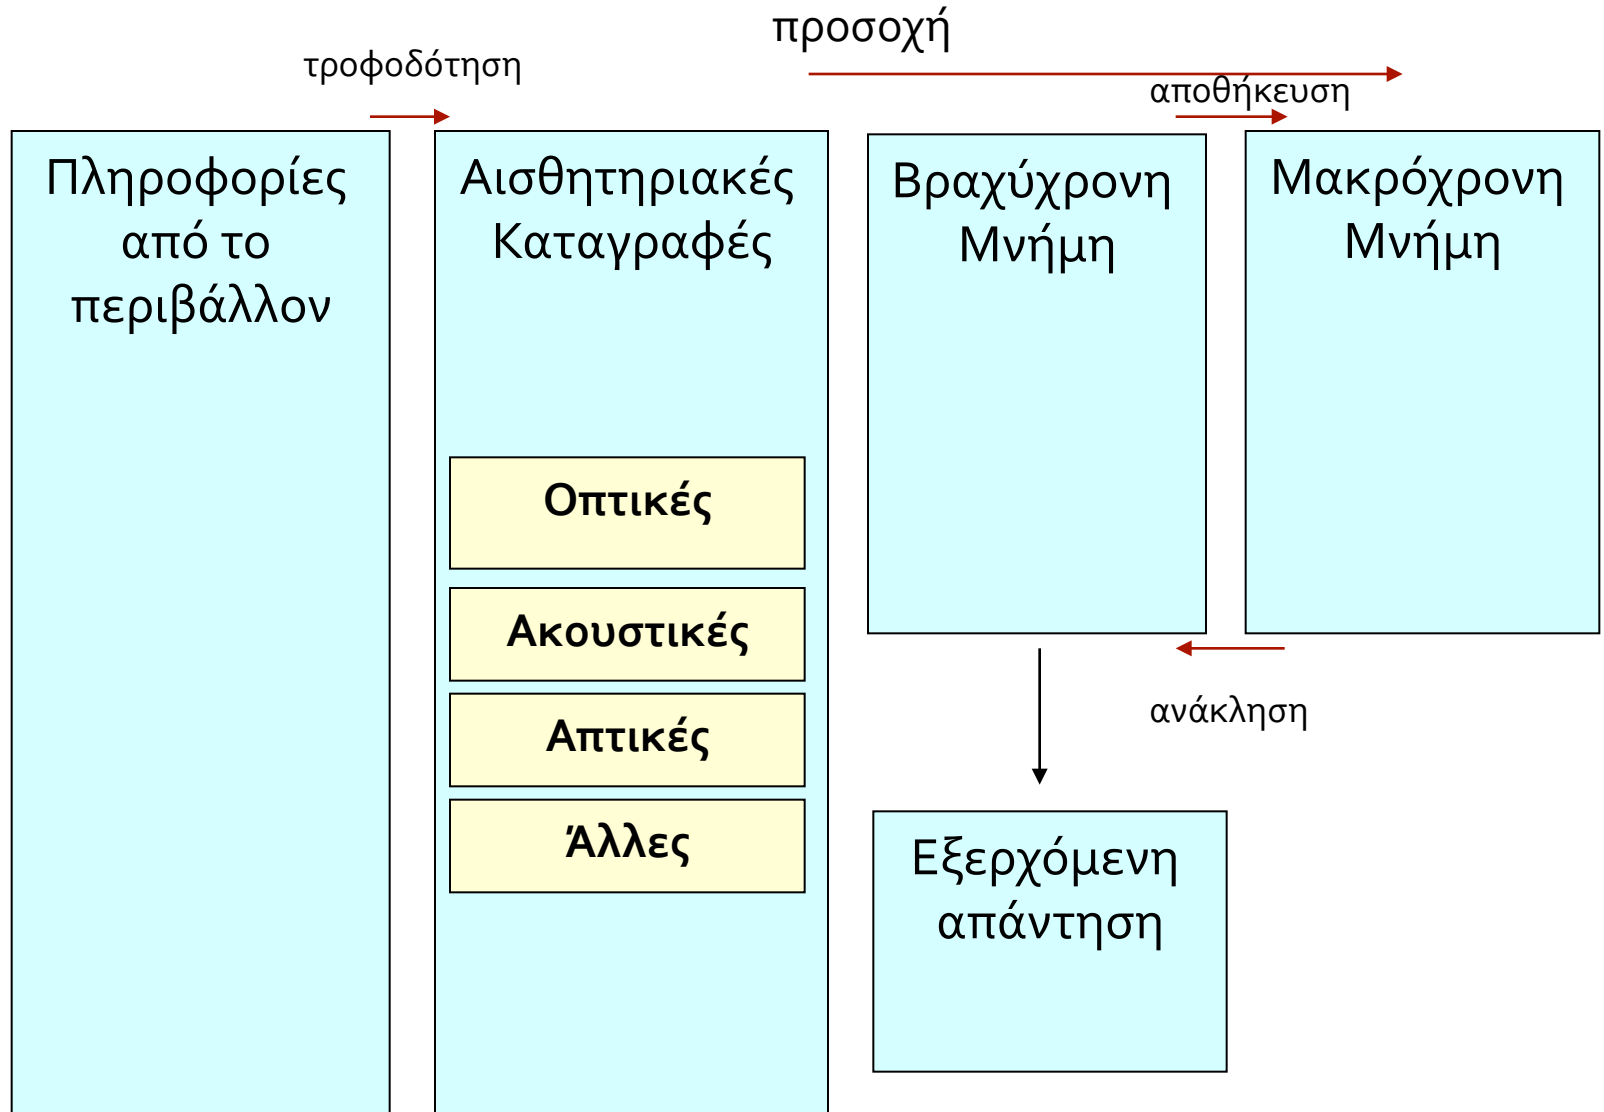 προσοχή
τροφοδότηση
αποθήκευση
Πληροφορίες
από το
περιβάλλον
Αισθητηριακές
Καταγραφές
Οπτικές
Ακουστικές
Απτικές
Άλλες
Βραχύχρονη
Μνήμη
Μακρόχρονη
Μνήμη
ανάκληση
Εξερχόμενη
απάντηση